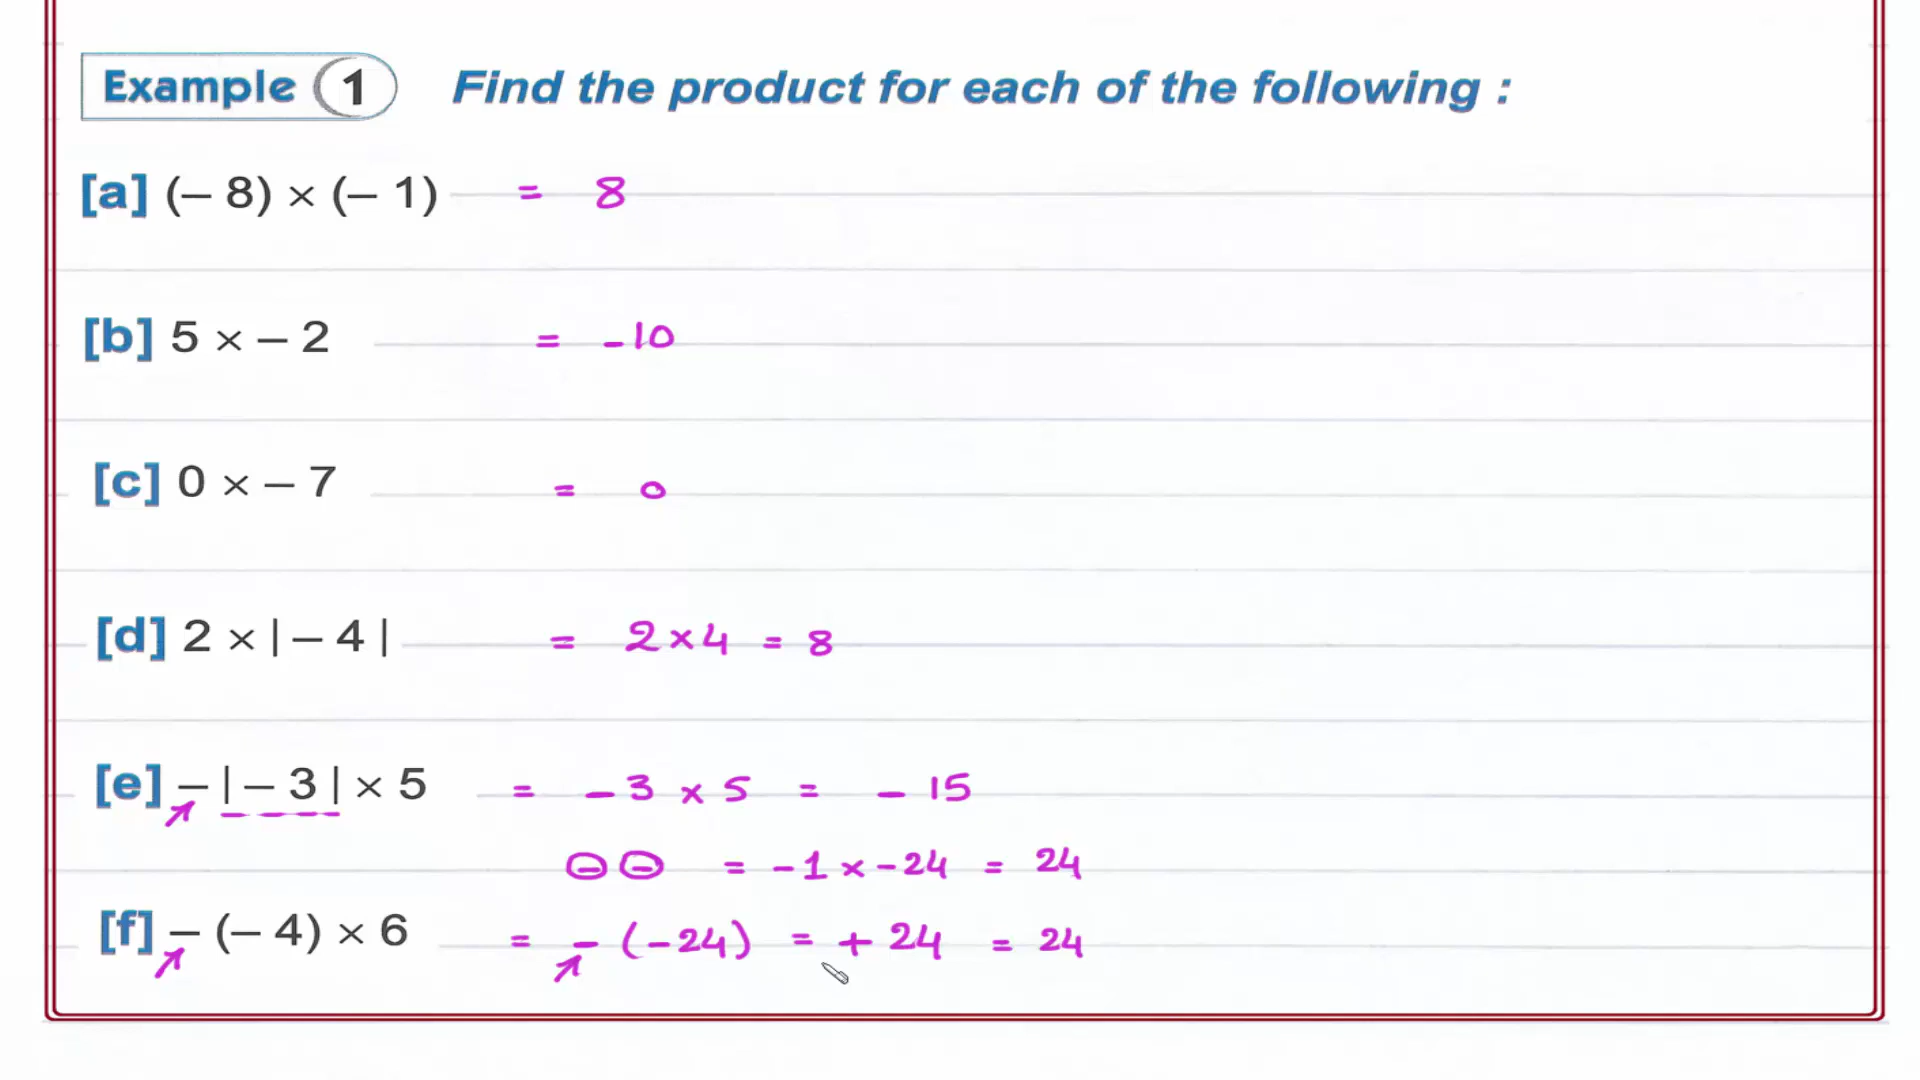 Example 1 Find the product for each of the following :
[a] (– 8) × (– 1) = 8
[b] 5 × – 2 = -10
[c] 0 × – 7 = 0
[d] 2 × | – 4 | = 2 × 4 = 8
[e] – | – 3 | × 5 = - 3 × 5 = - 15
- - = -1 × -24 = 24
[f] – (– 4) × 6 = - (-24) = + 24 = 24